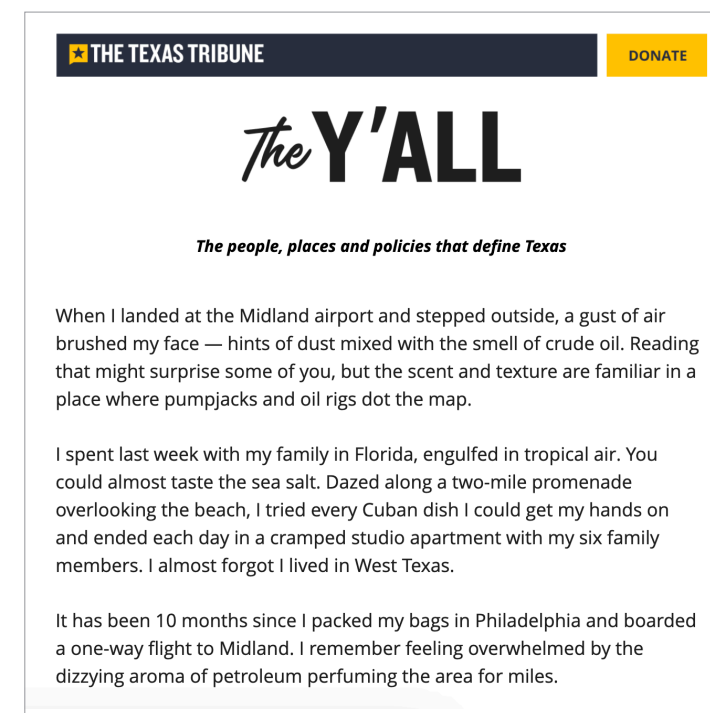 THE TEXAS TRIBUNE
DONATE
The Y'ALL
The people, places and policies that define Texas
When I landed at the Midland airport and stepped outside, a gust of air
brushed my face — hints of dust mixed with the smell of crude oil. Reading
that might surprise some of you, but the scent and texture are familiar in a
place where pumpjacks and oil rigs dot the map.
I spent last week with my family in Florida, engulfed in tropical air. You
could almost taste the sea salt. Dazed along a two-mile promenade
overlooking the beach, I tried every Cuban dish I could get my hands on
and ended each day in a cramped studio apartment with my six family
members. I almost forgot I lived in West Texas.
It has been 10 months since I packed my bags in Philadelphia and boarded
a one-way flight to Midland. I remember feeling overwhelmed by the
dizzying aroma of petroleum perfuming the area for miles.